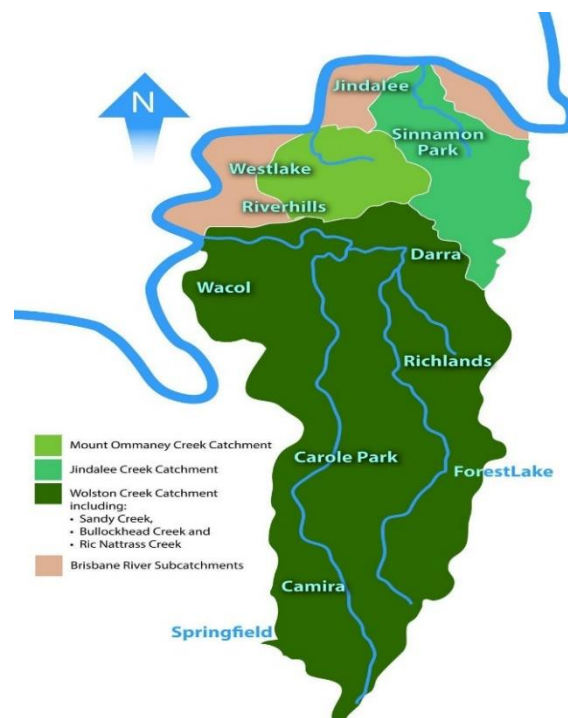 N
Jindalee
Sinnamon
Park
Westlake
Riverhills
Darra
Wacol
Richlands
Carole Park
ForestLake
Camira
Springfield
Mount Ommaney Creek Catchment
Jindalee Creek Catchment
Wolston Creek Catchment
including:
• Sandy Creek,
• Bullockhead Creek and
• Ric Nattrass Creek
Brisbane River Subcatchments